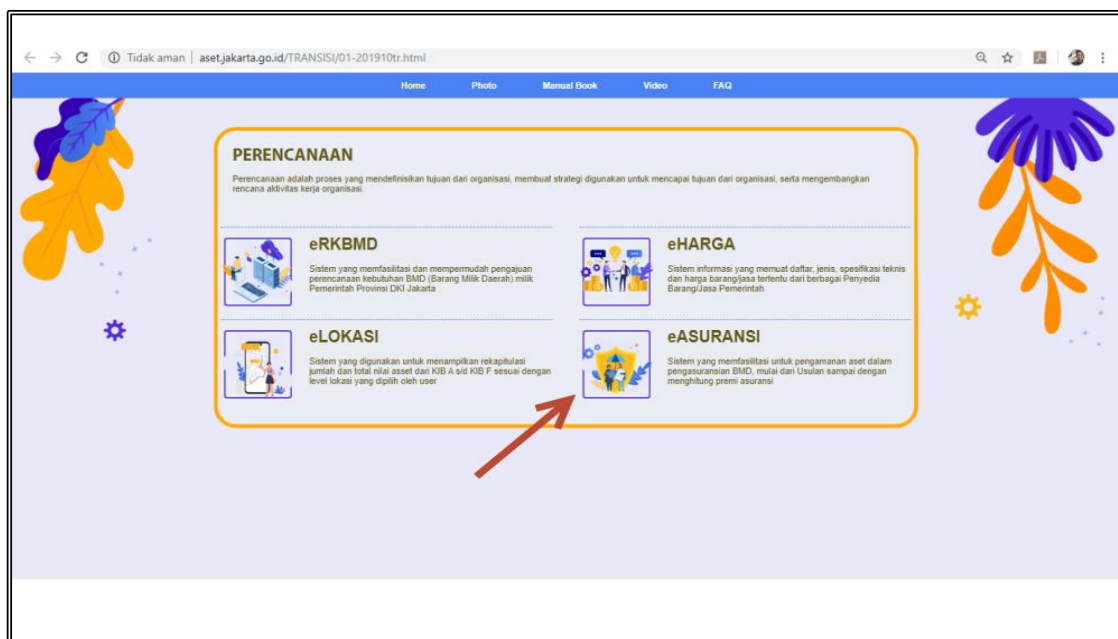 Tidak aman | aset.jakarta.go.id/TRANSISI/01-201910tr.html
Home Photo Manual Book Video FAQ
PERENCANAAN
Perencanaan adalah proses yang mendefinisikan tujuan dari organisasi, membuat strategi digunakan untuk mencapai tujuan dari organisasi, serta mengembangkan
rencana aktivitas kerja organisasi.
eRKBMD
Sistem yang memfasilitasi dan mempermudah pengajuan
perencanaan kebutuhan BMD (Barang Milik Daerah) milik
Pemerintah Provinsi DKI Jakarta
eHARGA
Sistem informasi yang memuat daftar, jenis, spesifikasi teknis
dan harga barang/jasa tertentu dari berbagai Penyedia
Barang/Jasa Pemerintah
eLOKASI
Sistem yang digunakan untuk menampilkan rekapitulasi
jumlah dan total nilai asset dari KIB A s/d KIB F sesuai dengan
level lokasi yang dipilih oleh user
eASURANSI
Sistem yang memfasilitasi untuk pengamanan aset dalam
pengasuransian BMD, mulai dari Usulan sampai dengan
menghitung premi asuransi